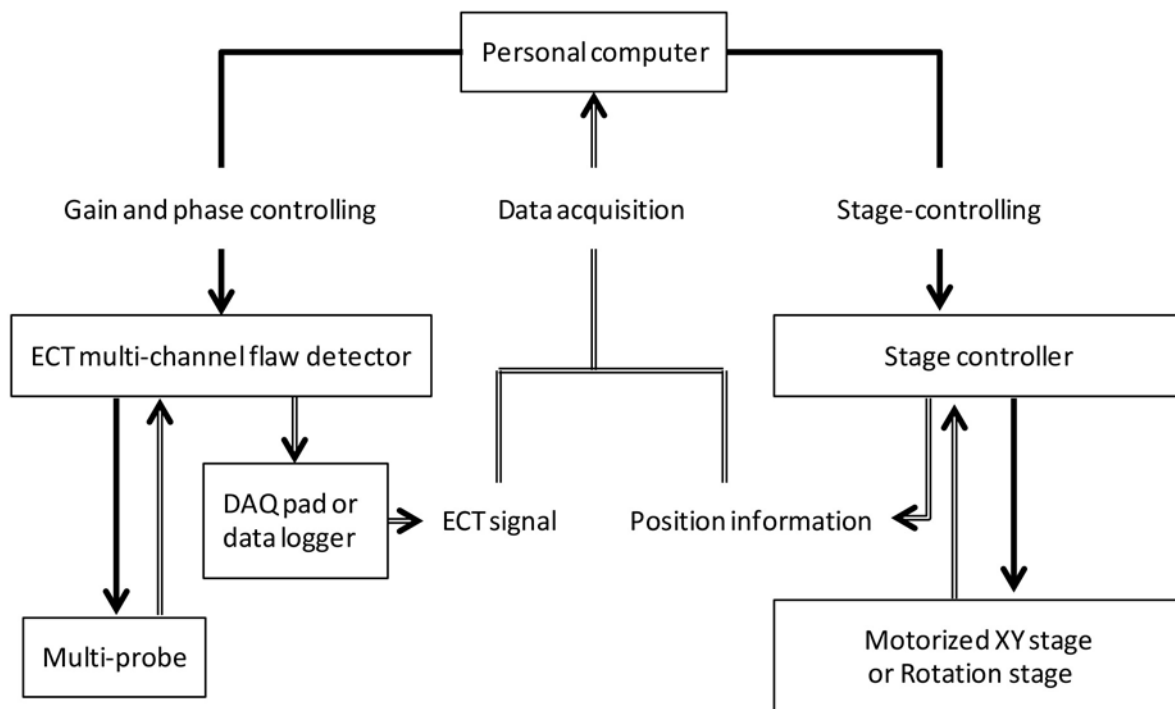 Personal computer
Gain and phase controlling
Data acquisition
Stage-controlling
ECT multi-channel flaw detector
Stage controller
DAQ pad or
data logger
ECT signal
Position information
Multi-probe
Motorized XY stage
or Rotation stage